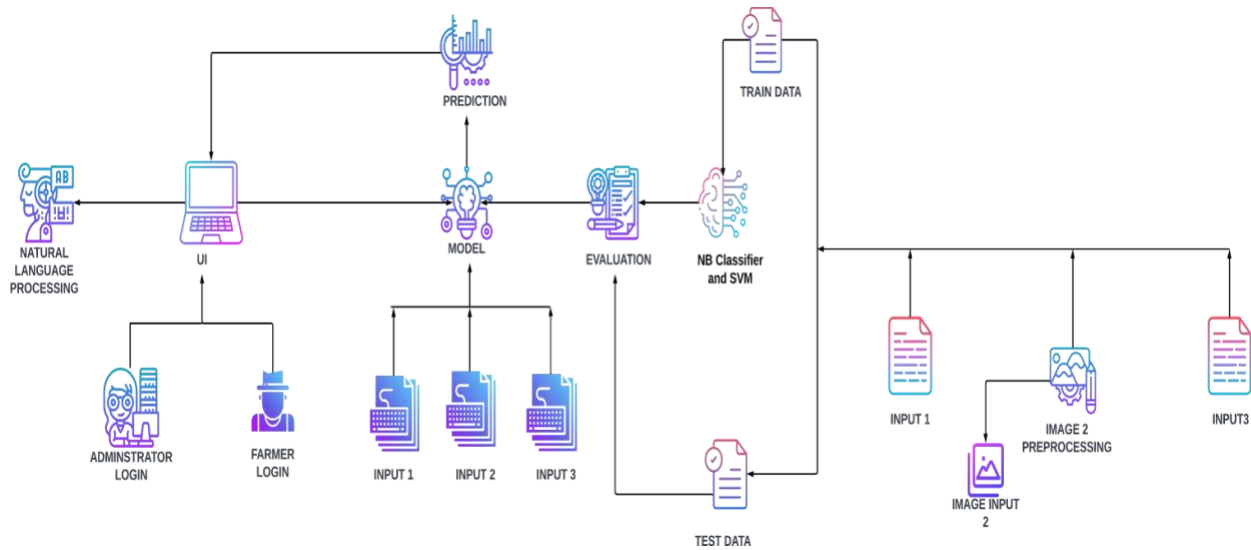 PREDICTION
TRAIN DATA
NATURAL
LANGUAGE
PROCESSING
UI
MODEL
EVALUATION
NB Classifier
and SVM
ADMINSTRATOR
LOGIN
FARMER
LOGIN
INPUT 1
INPUT 2
INPUT 3
INPUT 1
IMAGE 2
PREPROCESSING
INPUT3
IMAGE INPUT
2
TEST DATA
AB